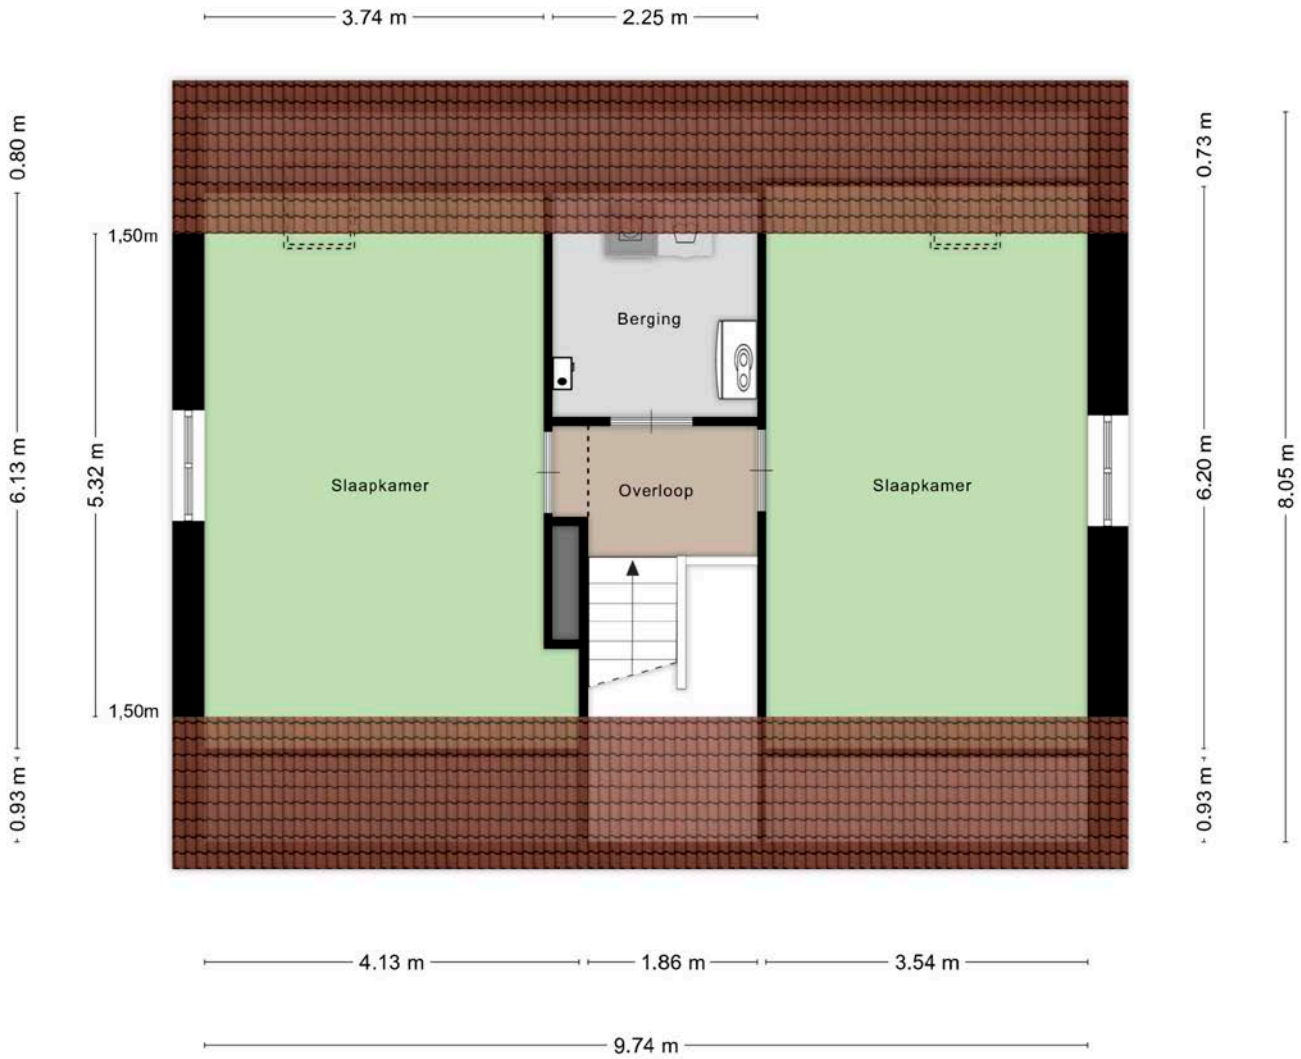 3.74 m
2.25 m
0.80 m
0.73 m
1,50m
Berging
6.13 m
5.32 m
Slaapkamer
Overloop
Slaapkamer
6.20 m
8.05 m
1,50m
0.93 m
0.93 m
4.13 m
1.86 m
3.54 m
9.74 m